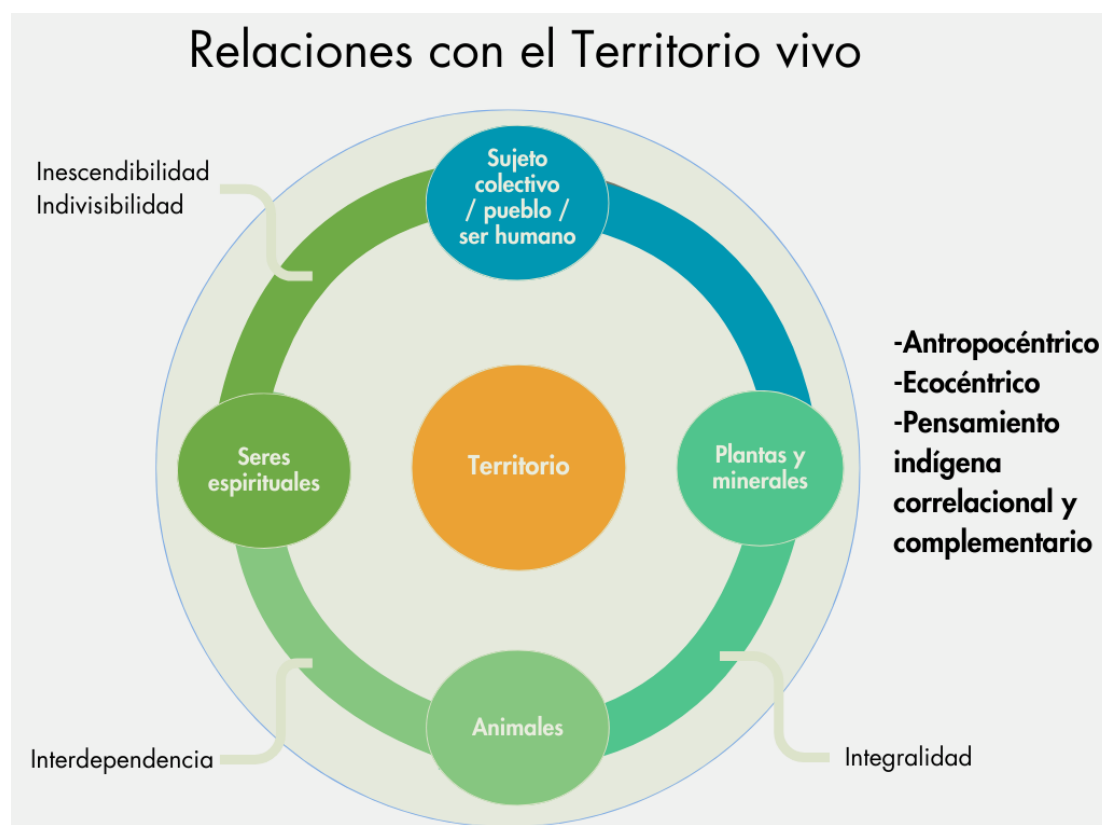 Relaciones con el Territorio vivo
Inescendibilidad
Indivisibilidad
Sujeto
colectivo
/ pueblo /
ser humano
-Antropocéntrico
-Ecocéntrico
-Pensamiento
indígena
correlacional y
complementario
Seres
espirituales
Territorio
Plantas y
minerales
Animales
Interdependencia
Integralidad